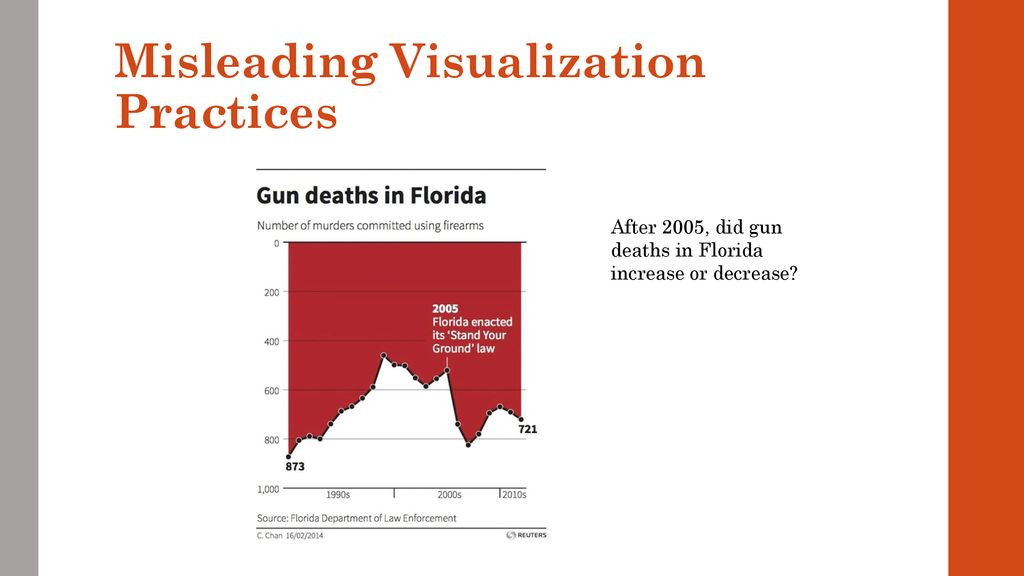 Misleading Visualization
Practices
Gun deaths in Florida
Number of murders committed using firearms
0
200
400
600
800
1,000
2005
Florida enacted
its ‘Stand Your
Ground’ law
873
721
1990s
2000s
2010s
Source: Florida Department of Law Enforcement
C. Chan 16/02/2014
REUTERS
After 2005, did gun
deaths in Florida
increase or decrease?